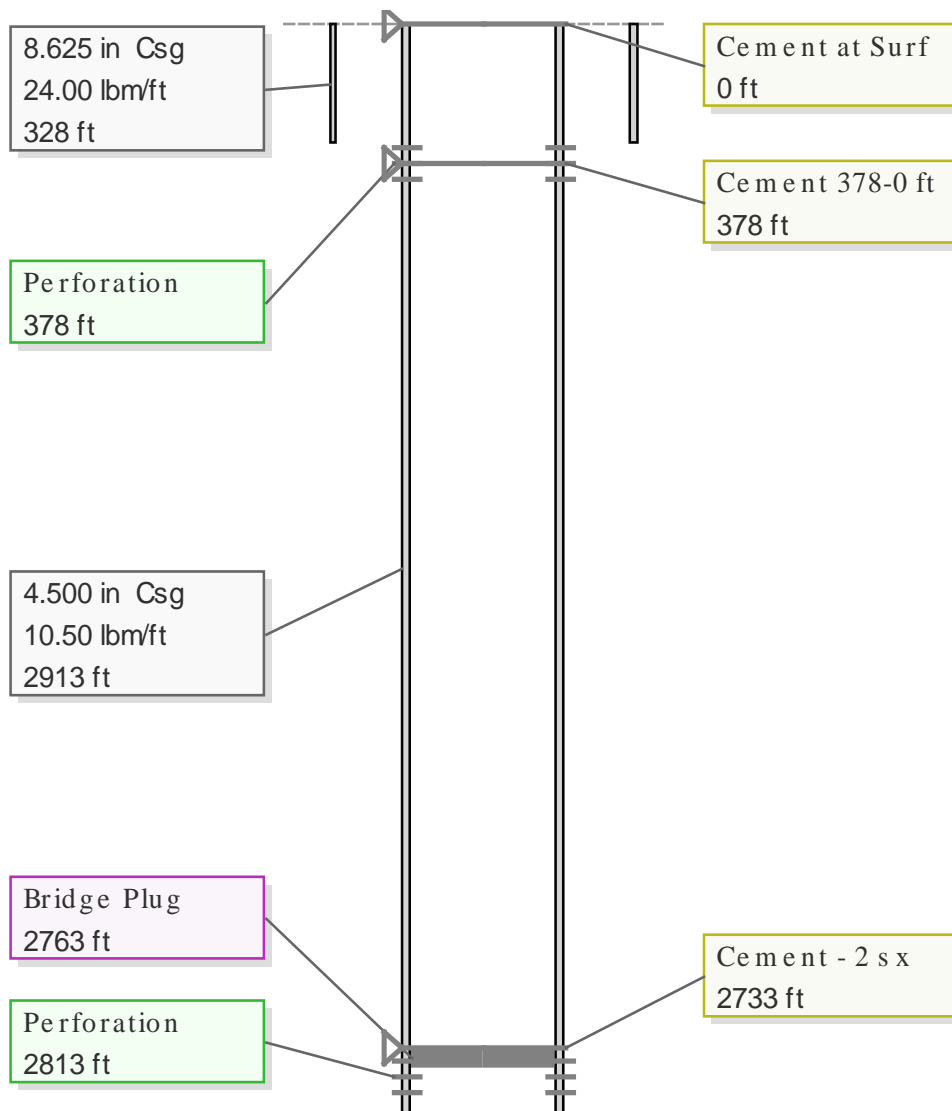 8.625 in Csg
24.00 lbm/ft
328 ft
Cement at Surf
0 ft
Cement 378-0 ft
378 ft
Perforation
378 ft
4.500 in Csg
10.50 lbm/ft
2913 ft
Bridge Plug
2763 ft
Cement - 2 sx
2733 ft
Perforation
2813 ft